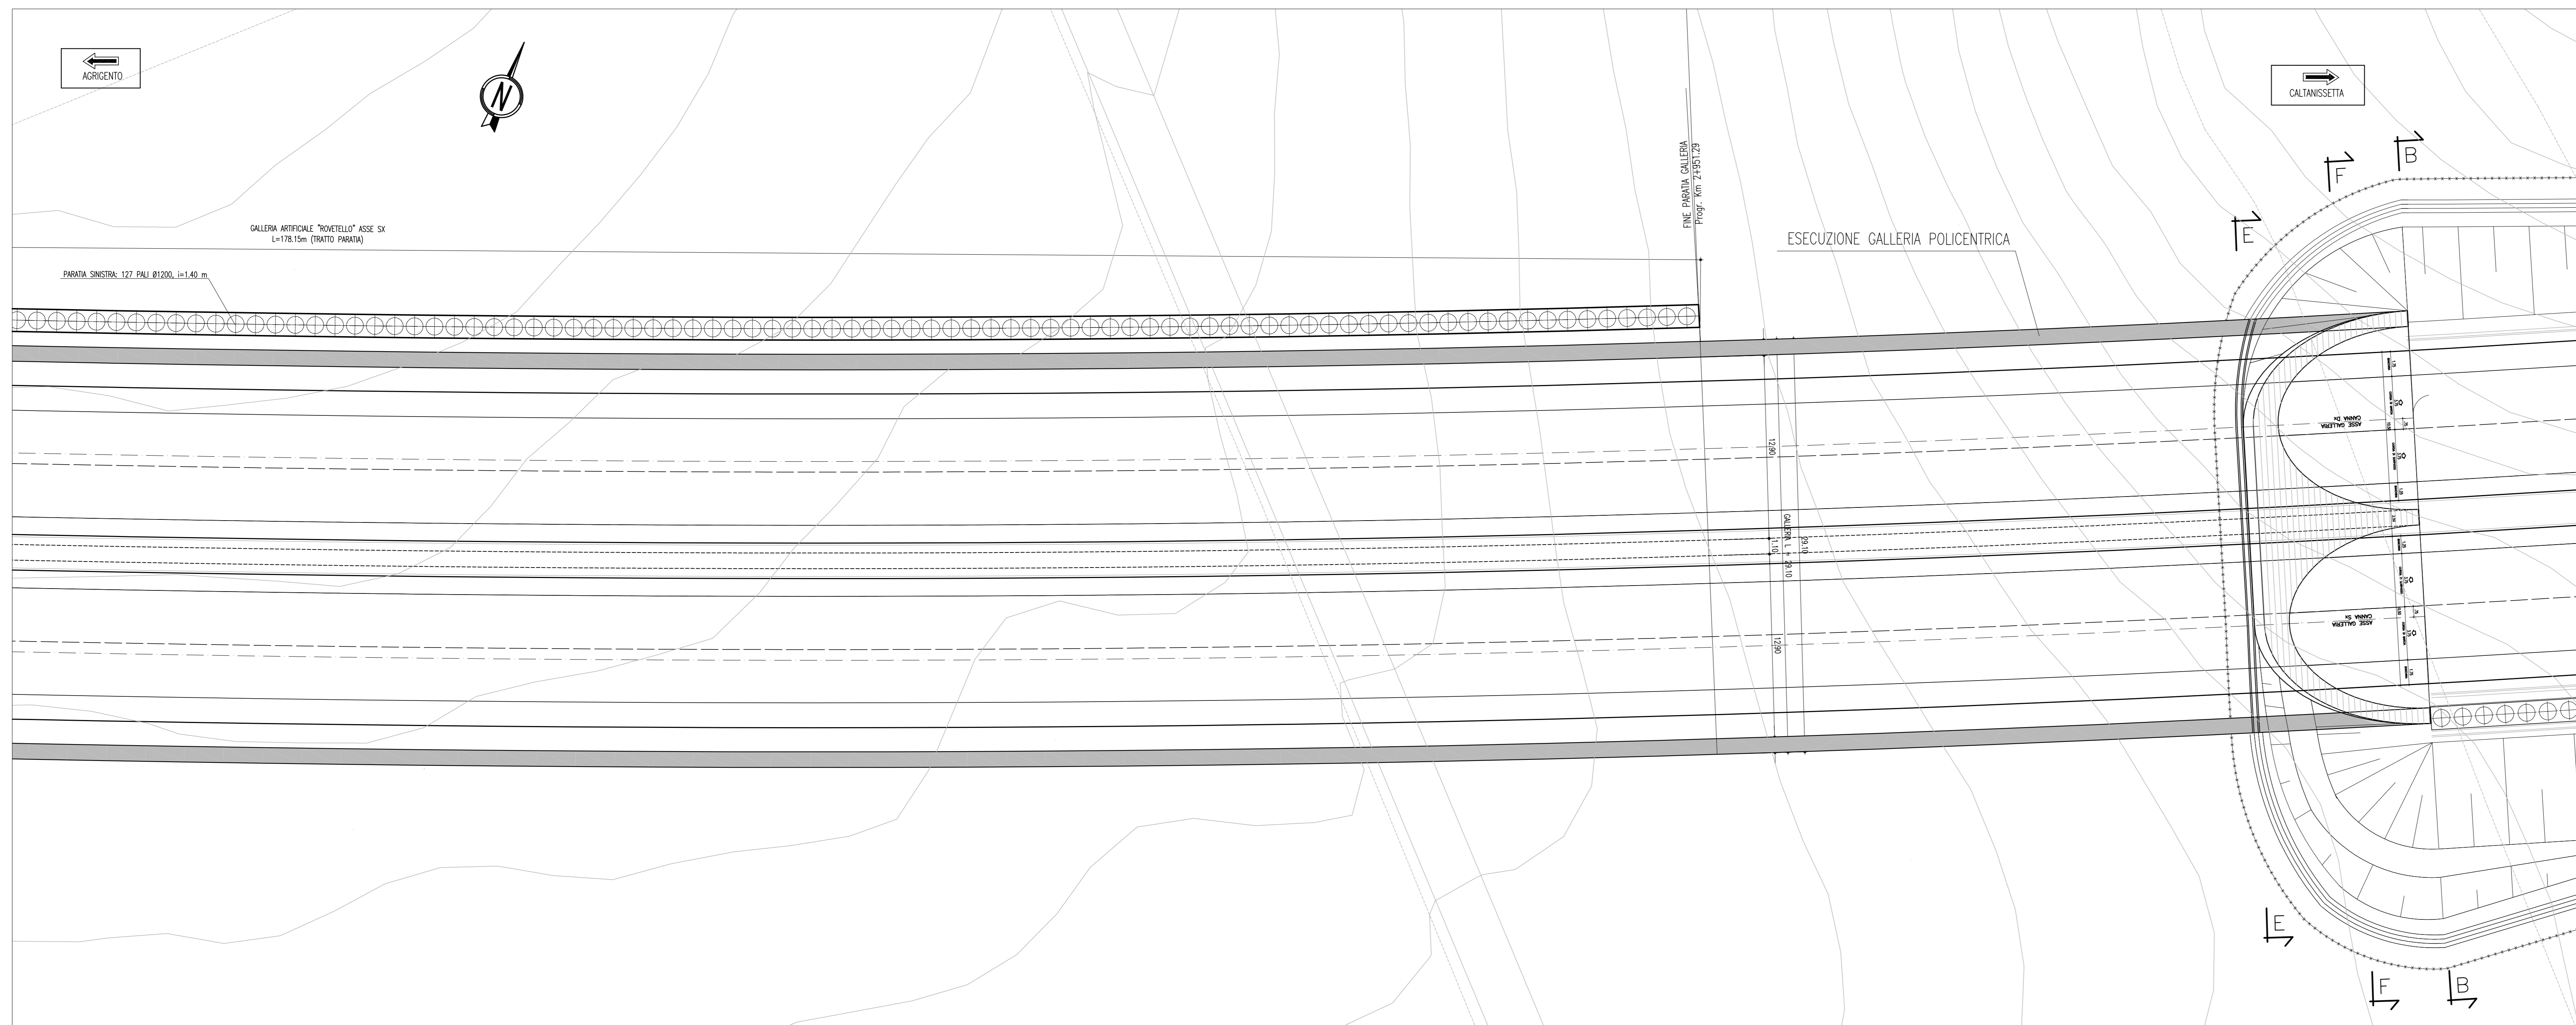 AGRIGENTO
N
CALTANISSETTA
GALLERIA ARTIFICIALE "ROVETELLO" ASSE SX
L=178.15m (TRATTO PARATIA)
PARATIA SINISTRA: 127 PALI Ø1200, i=1.40 m
FINE PARATIA GALLERIA
Progr. Km 2+951.29
ESECUZIONE GALLERIA POLICENTRICA
B
F
E
12.90
1.10
GALLERIA L = 29.10
29.10
12.90
ASSE GALLERIA
CANNA Dx
ASSE GALLERIA
CANNA Sx
E
F
B